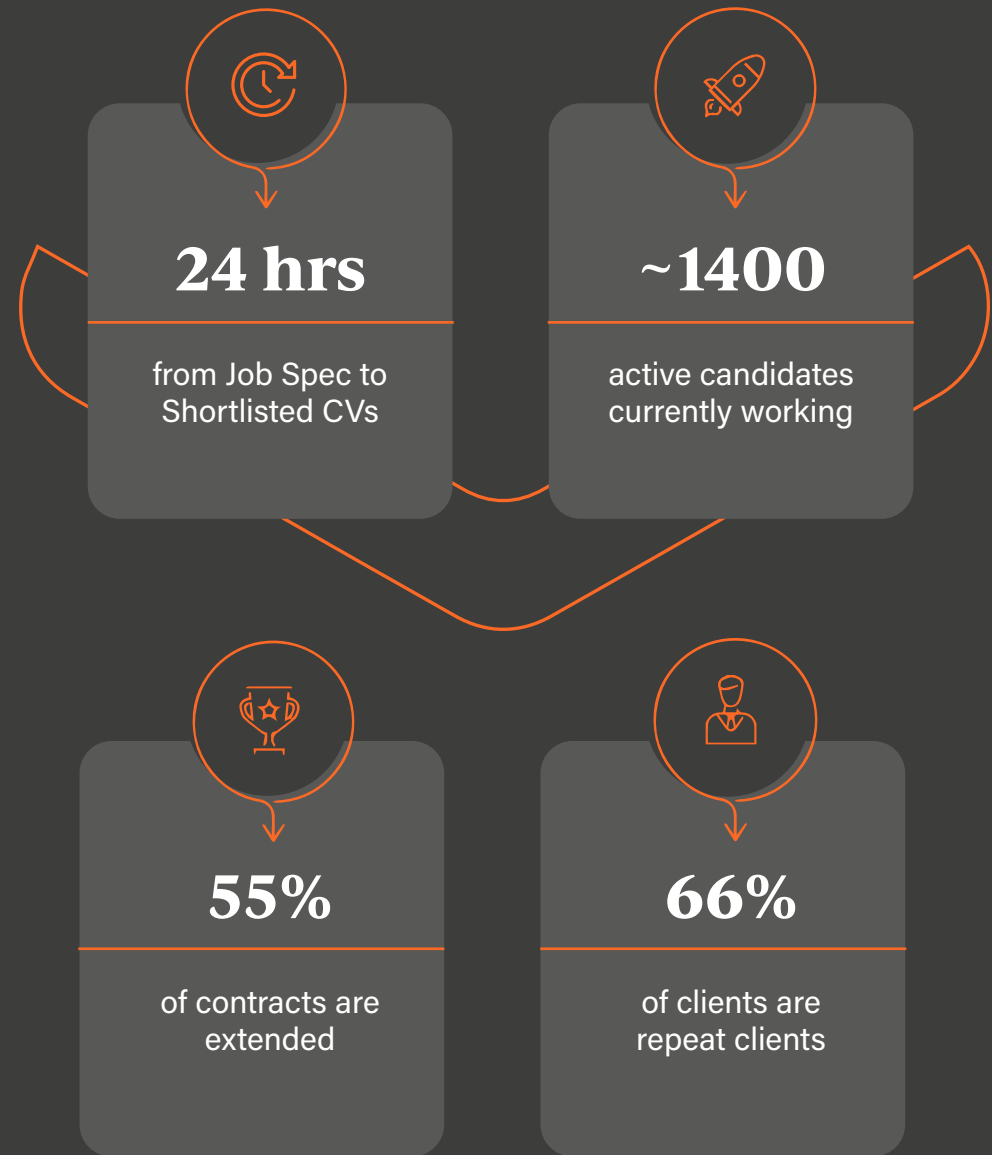 24 hrs
from Job Spec to
Shortlisted CVs
~1400
active candidates
currently working
55%
of contracts are
extended
66%
of clients are
repeat clients